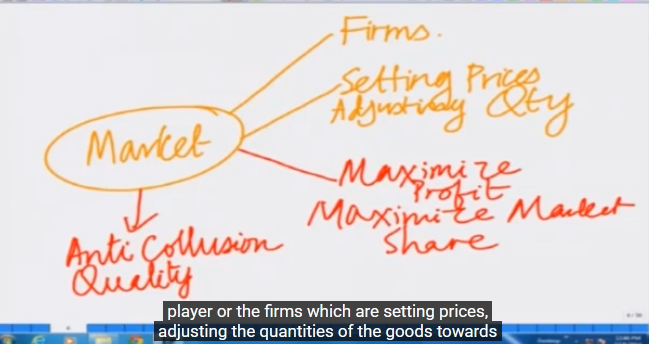 Firms.
Setting Prices
Adjusting Qty
Market
Maximize
Profit
Maximize Market
Share
Anti Collusion
Quality
player or the firms which are setting prices,
adjusting the quantities of the goods towards